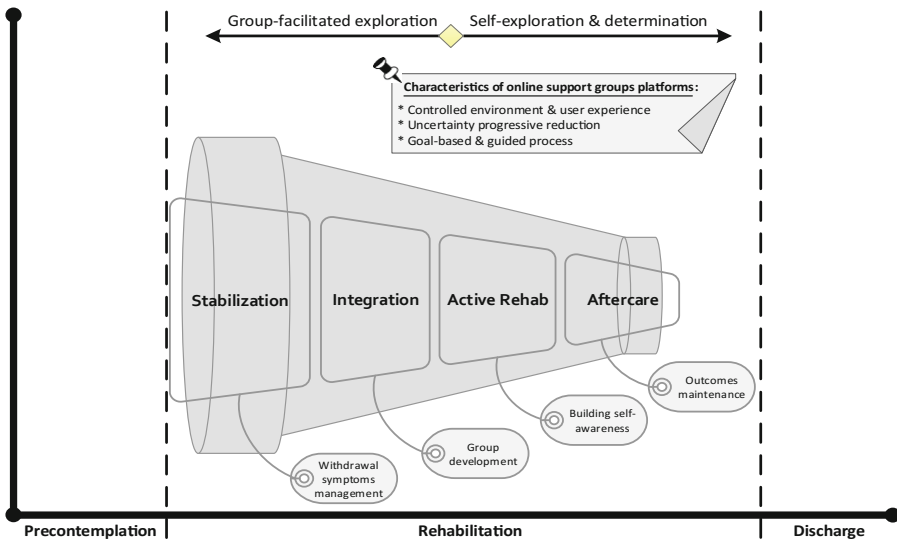 Group-facilitated exploration
Self-exploration & determination
Characteristics of online support groups platforms:
* Controlled environment & user experience
* Uncertainty progressive reduction
* Goal-based & guided process
Stabilization
Integration
Active Rehab
Aftercare
Outcomes
maintenance
Building self-
awareness
Group
development
Withdrawal
symptoms
management
Precontemplation
Rehabilitation
Discharge